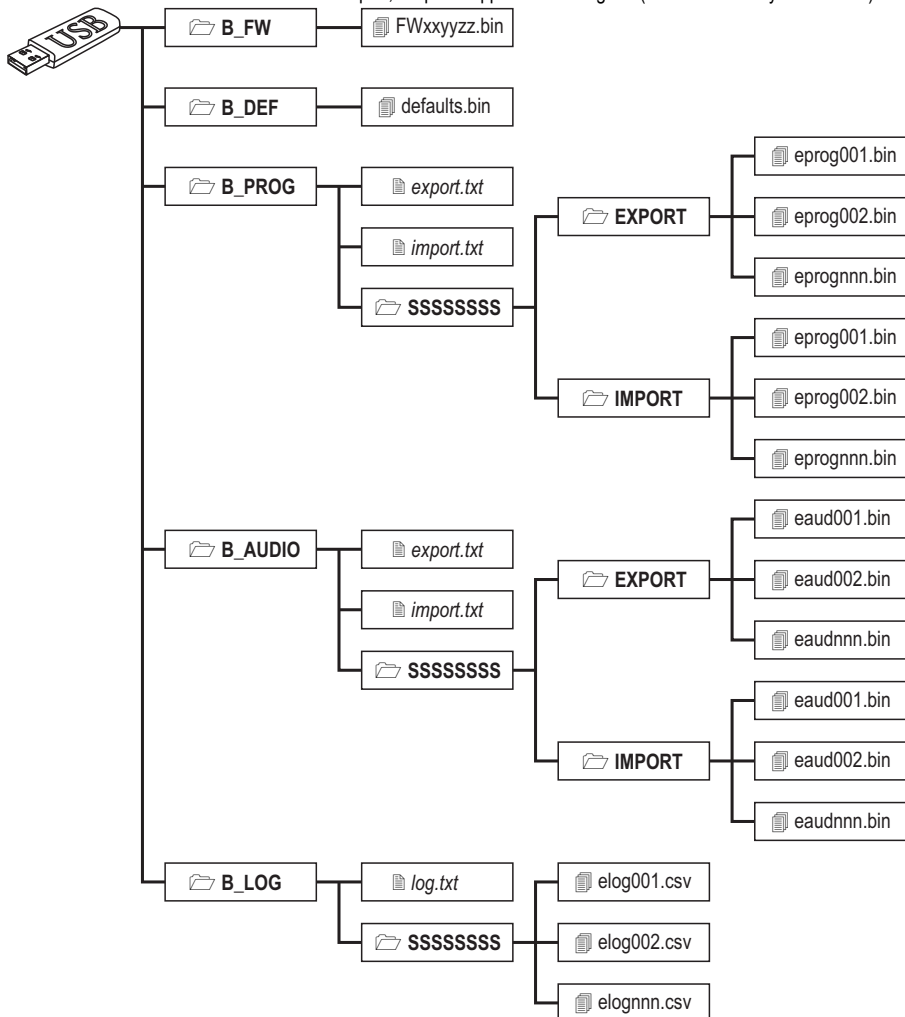 USB
B_FW
FWxxyyzz.bin
B_DEF
defaults.bin
B_PROG
export.txt
import.txt
SSSSSSSS
EXPORT
eprog001.bin
eprog002.bin
eprognnn.bin
IMPORT
eprog001.bin
eprog002.bin
eprognnn.bin
B_AUDIO
export.txt
import.txt
SSSSSSSS
EXPORT
eaud001.bin
eaud002.bin
eaudnnn.bin
IMPORT
eaud001.bin
eaud002.bin
eaudnnn.bin
B_LOG
log.txt
SSSSSSSS
elog001.csv
elog002.csv
elognnn.csv